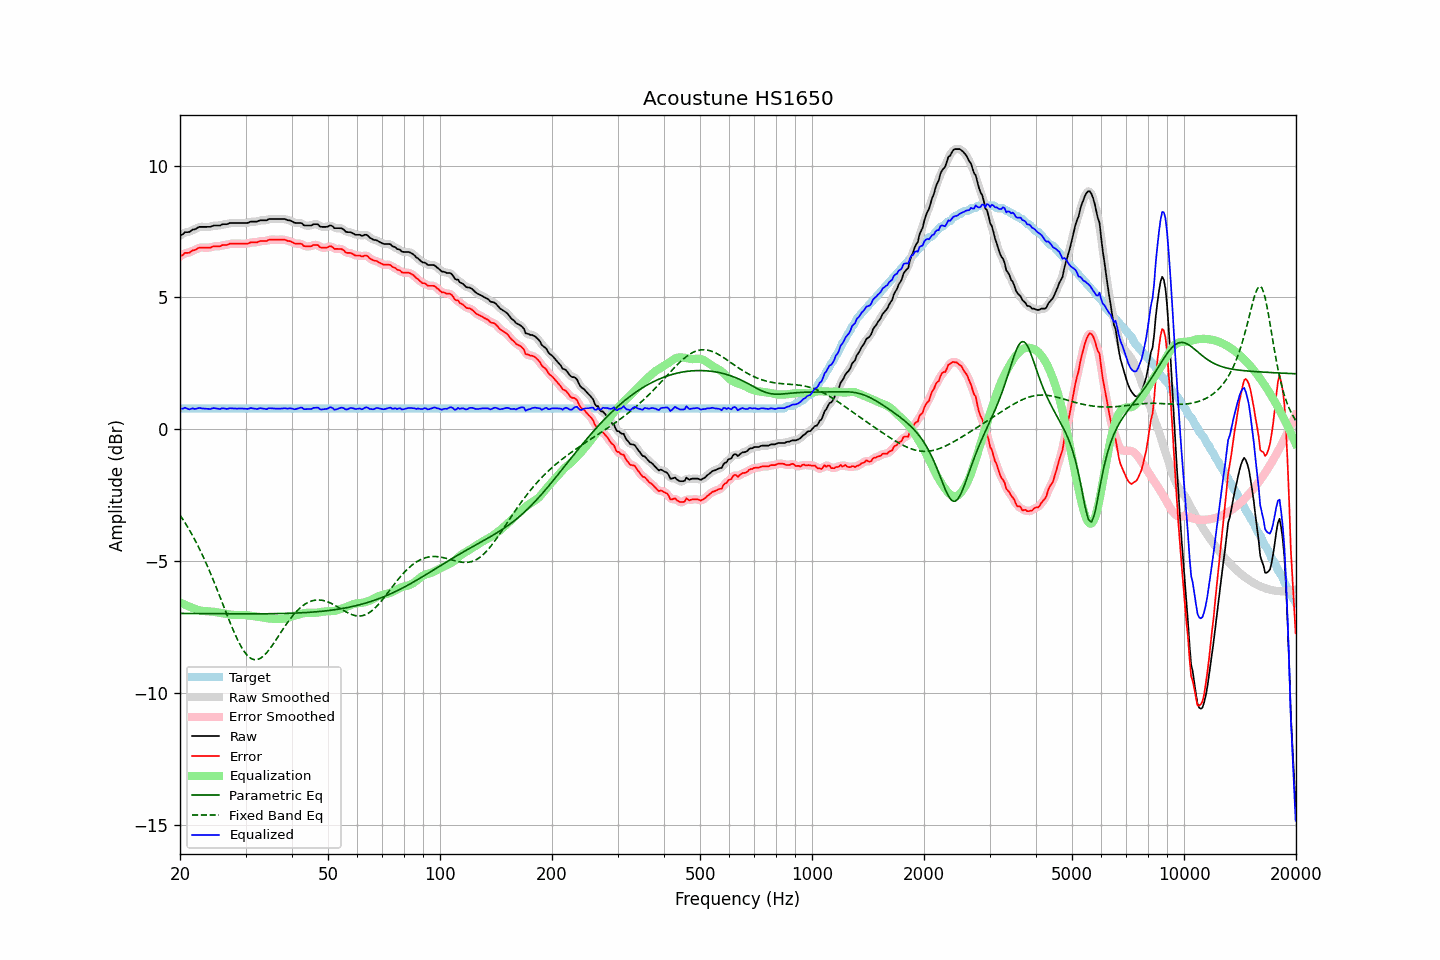 Acoustune HS1650
Amplitude (dBr)
10
5
0
−5
−10
−15
Target
Raw Smoothed
Error Smoothed
Raw
Error
Equalization
Parametric Eq
Fixed Band Eq
Equalized
20 50 100 200 500 1000 2000 5000 10000 20000
Frequency (Hz)